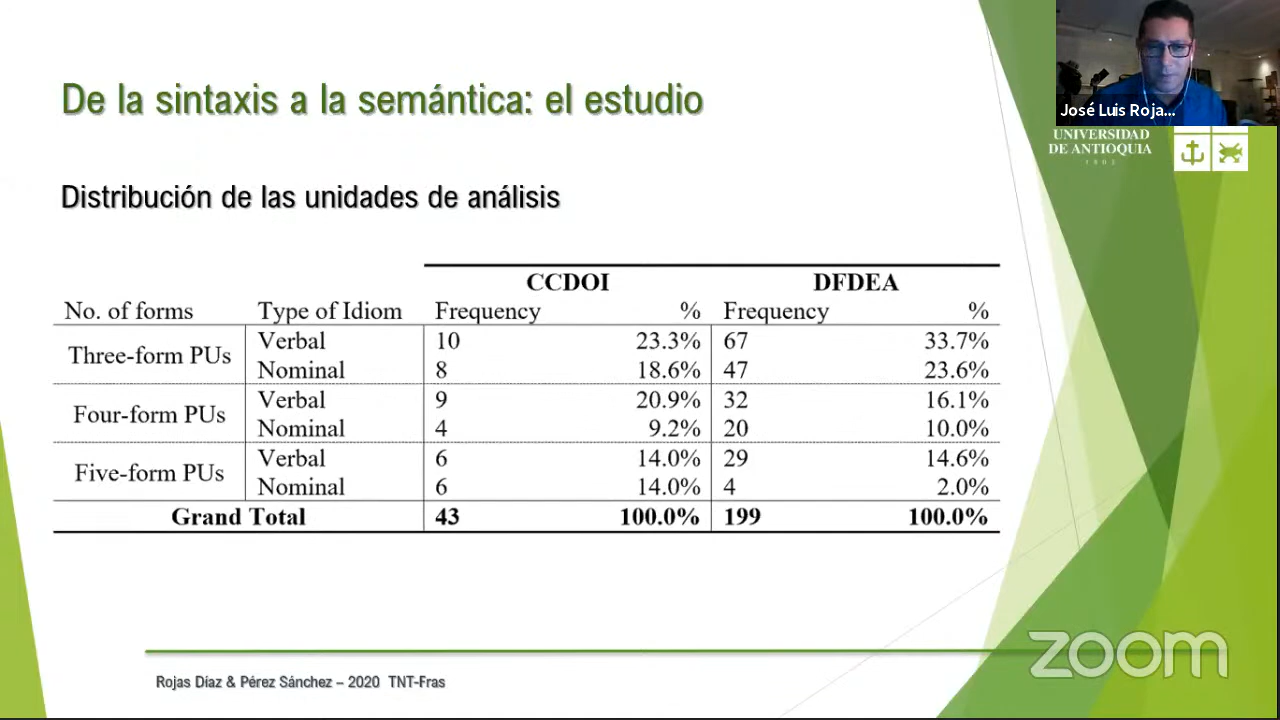 De la sintaxis a la semántica: el estudio
José Luis Roja...
UNIVERSIDAD
DE ANTIOQUIA
1803
Distribución de las unidades de análisis
CCDOI DFDEA
No. of forms Type of Idiom Frequency % Frequency %
Three-form PUs Verbal 10 23.3% 67 33.7%
Nominal 8 18.6% 47 23.6%
Four-form PUs Verbal 9 20.9% 32 16.1%
Nominal 4 9.2% 20 10.0%
Five-form PUs Verbal 6 14.0% 29 14.6%
Nominal 6 14.0% 4 2.0%
Grand Total 43 100.0% 199 100.0%
zoom
Rojas Díaz & Pérez Sánchez – 2020 TNT-Fras